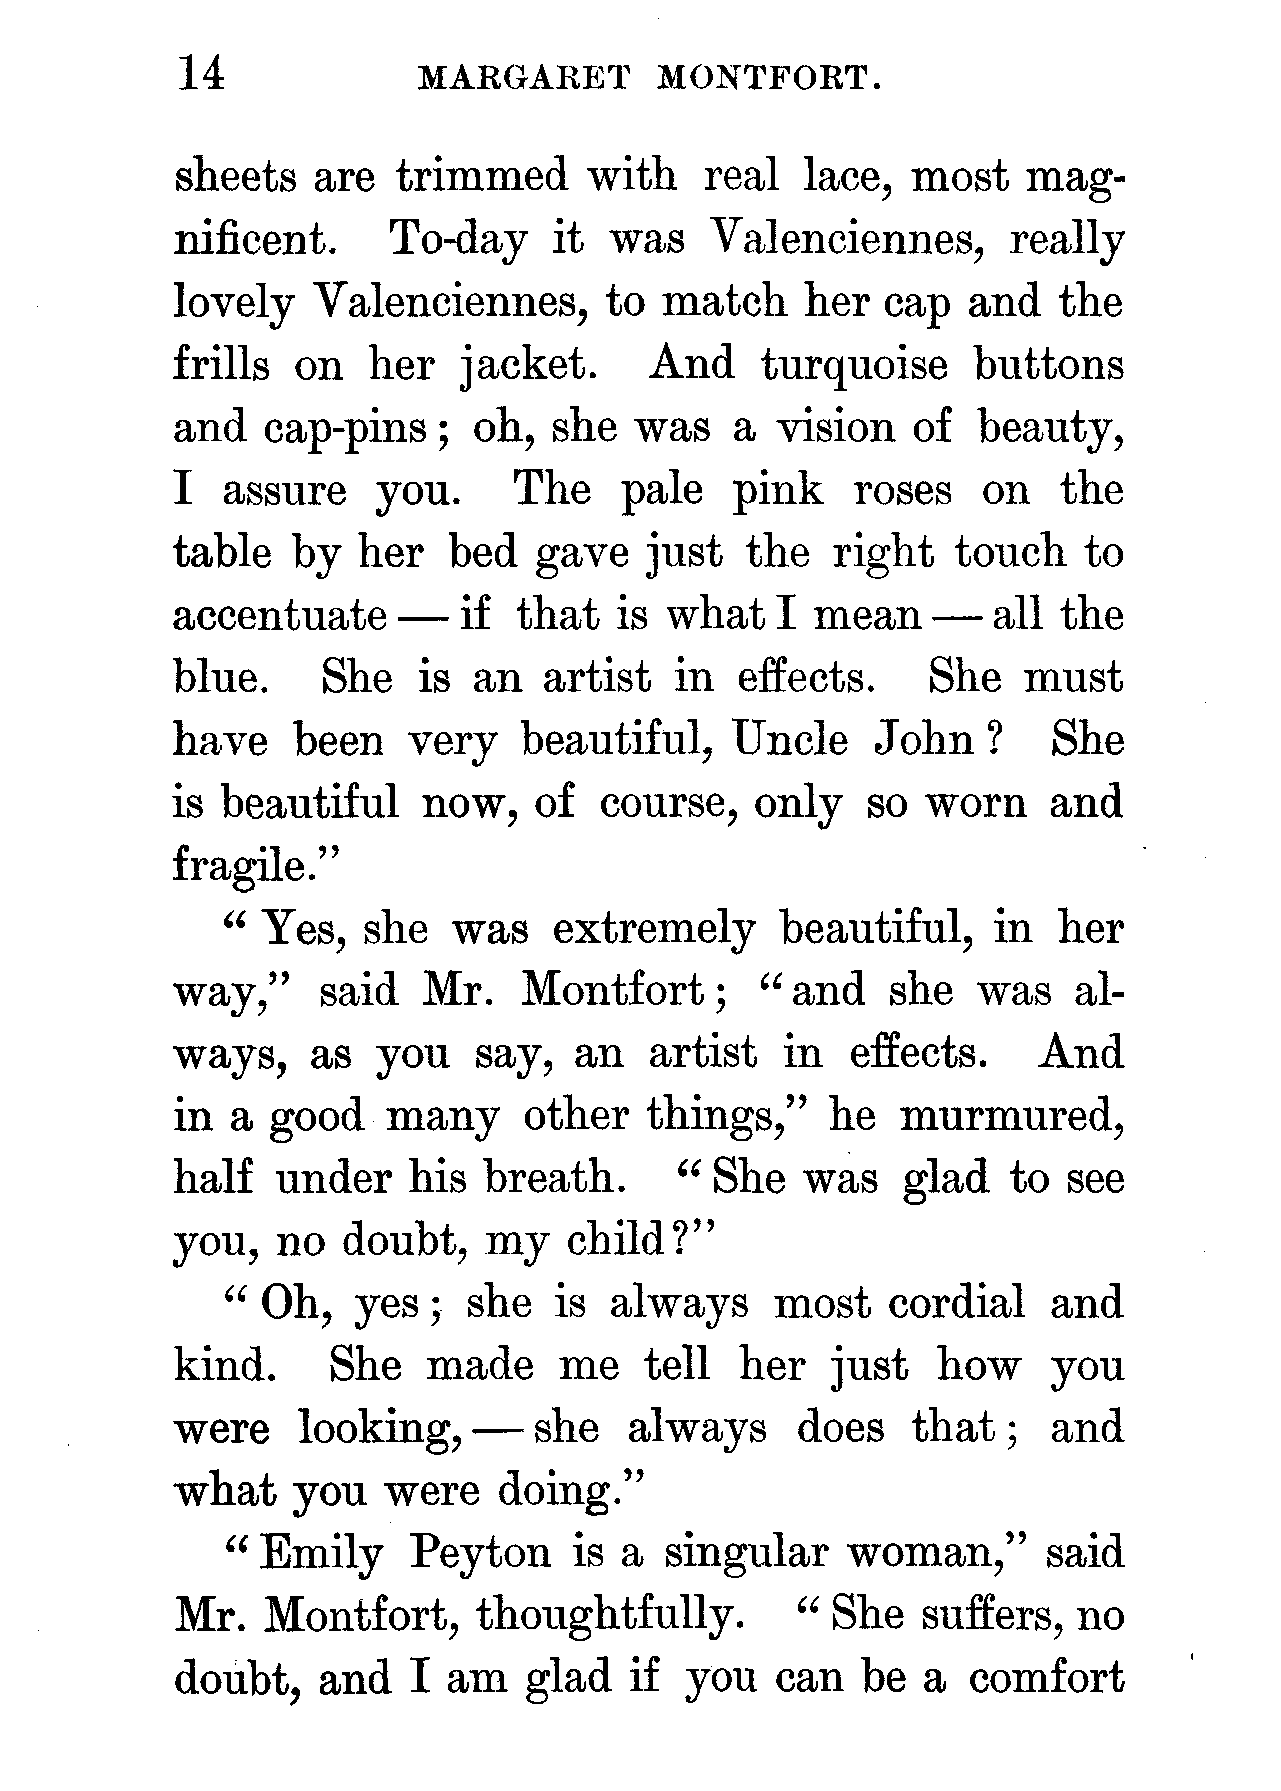 14 MARGARET MONTFORT.
sheets are trimmed with real lace, most mag-
nificent. To-day it was Valenciennes, really
lovely Valenciennes, to match her cap and the
frills on her jacket. And turquoise buttons
and cap-pins; oh, she was a vision of beauty,
I assure you. The pale pink roses on the
table by her bed gave just the right touch to
accentuate — if that is what I mean — all the
blue. She is an artist in effects. She must
have been very beautiful, Uncle John? She
is beautiful now, of course, only so worn and
fragile."
"Yes, she was extremely beautiful, in her
way," said Mr. Montfort; "and she was al-
ways, as you say, an artist in effects. And
in a good many other things," he murmured,
half under his breath. "She was glad to see
you, no doubt, my child?"
"Oh, yes; she is always most cordial and
kind. She made me tell her just how you
were looking, — she always does that; and
what you were doing."
"Emily Peyton is a singular woman," said
Mr. Montfort, thoughtfully. "She suffers, no
doubt, and I am glad if you can be a comfort